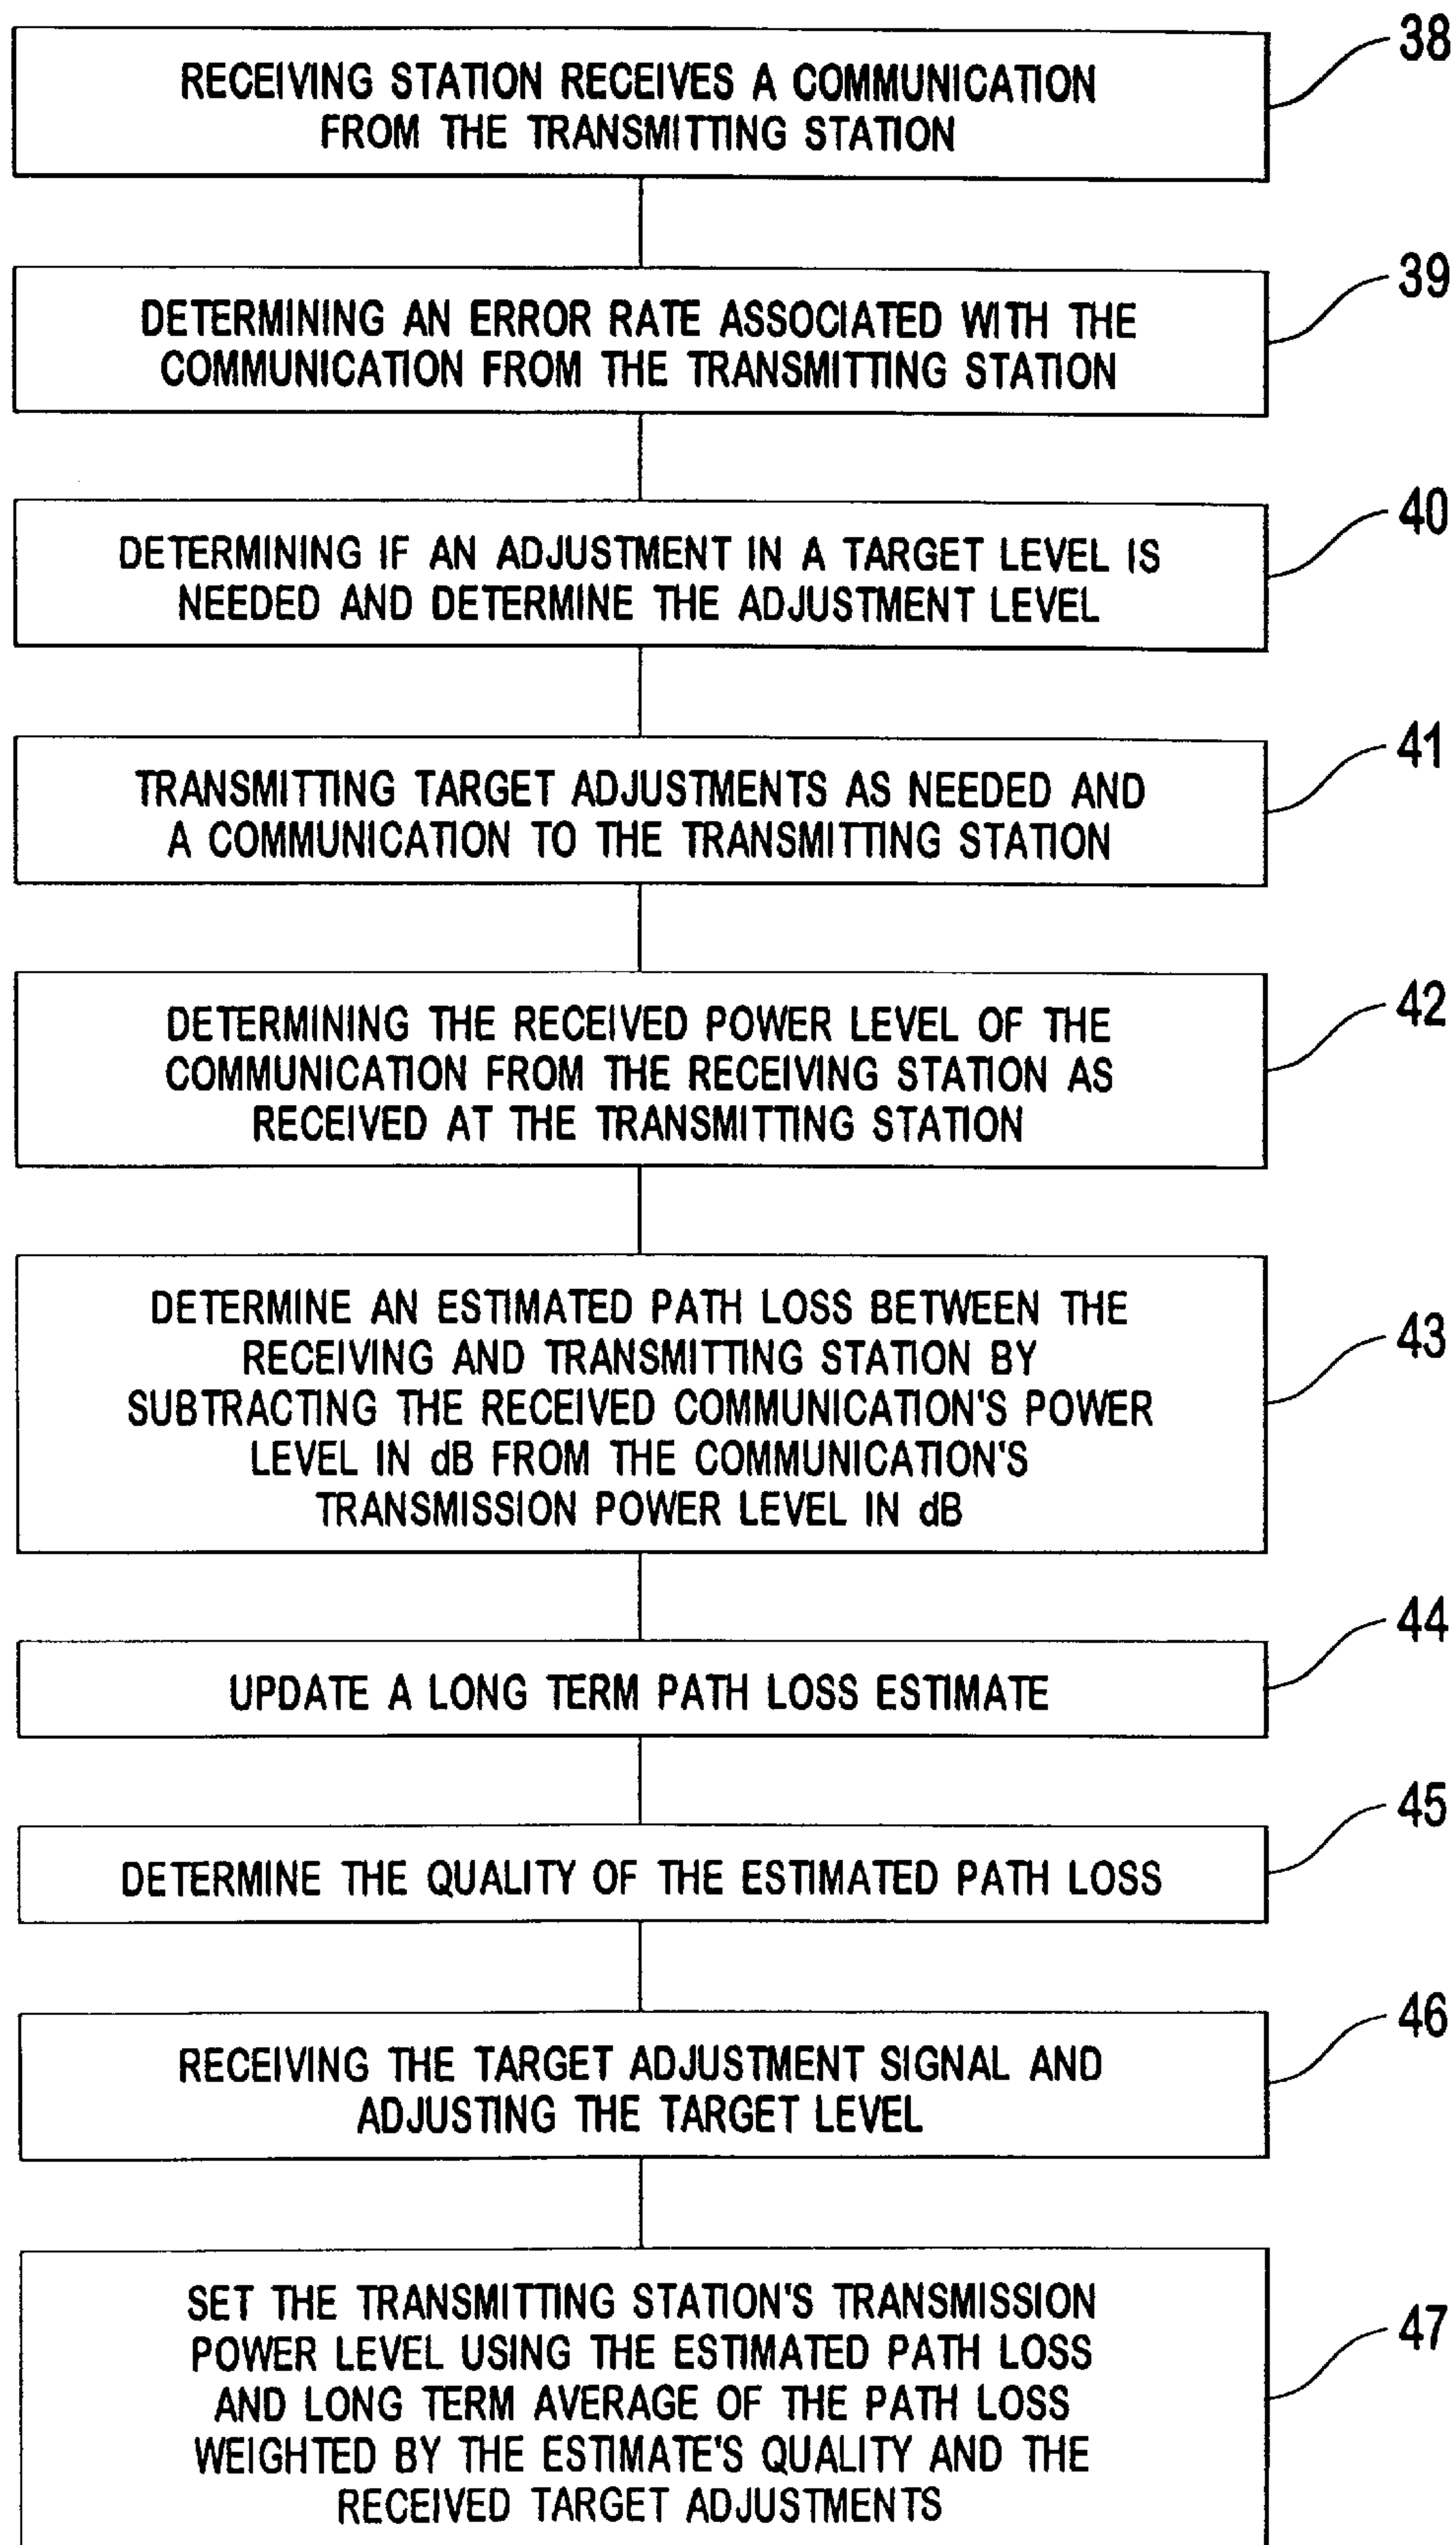 38
RECEIVING STATION RECEIVES A COMMUNICATION
FROM THE TRANSMITTING STATION
39
DETERMINING AN ERROR RATE ASSOCIATED WITH THE
COMMUNICATION FROM THE TRANSMITTING STATION
40
DETERMINING IF AN ADJUSTMENT IN A TARGET LEVEL IS
NEEDED AND DETERMINE THE ADJUSTMENT LEVEL
41
TRANSMITTING TARGET ADJUSTMENTS AS NEEDED AND
A COMMUNICATION TO THE TRANSMITTING STATION
42
DETERMINING THE RECEIVED POWER LEVEL OF THE
COMMUNICATION FROM THE RECEIVING STATION AS
RECEIVED AT THE TRANSMITTING STATION
43
DETERMINE AN ESTIMATED PATH LOSS BETWEEN THE
RECEIVING AND TRANSMITTING STATION BY
SUBTRACTING THE RECEIVED COMMUNICATION'S POWER
LEVEL IN dB FROM THE COMMUNICATION'S
TRANSMISSION POWER LEVEL IN dB
44
UPDATE A LONG TERM PATH LOSS ESTIMATE
45
DETERMINE THE QUALITY OF THE ESTIMATED PATH LOSS
46
RECEIVING THE TARGET ADJUSTMENT SIGNAL AND
ADJUSTING THE TARGET LEVEL
47
SET THE TRANSMITTING STATION'S TRANSMISSION
POWER LEVEL USING THE ESTIMATED PATH LOSS
AND LONG TERM AVERAGE OF THE PATH LOSS
WEIGHTED BY THE ESTIMATE'S QUALITY AND THE
RECEIVED TARGET ADJUSTMENTS